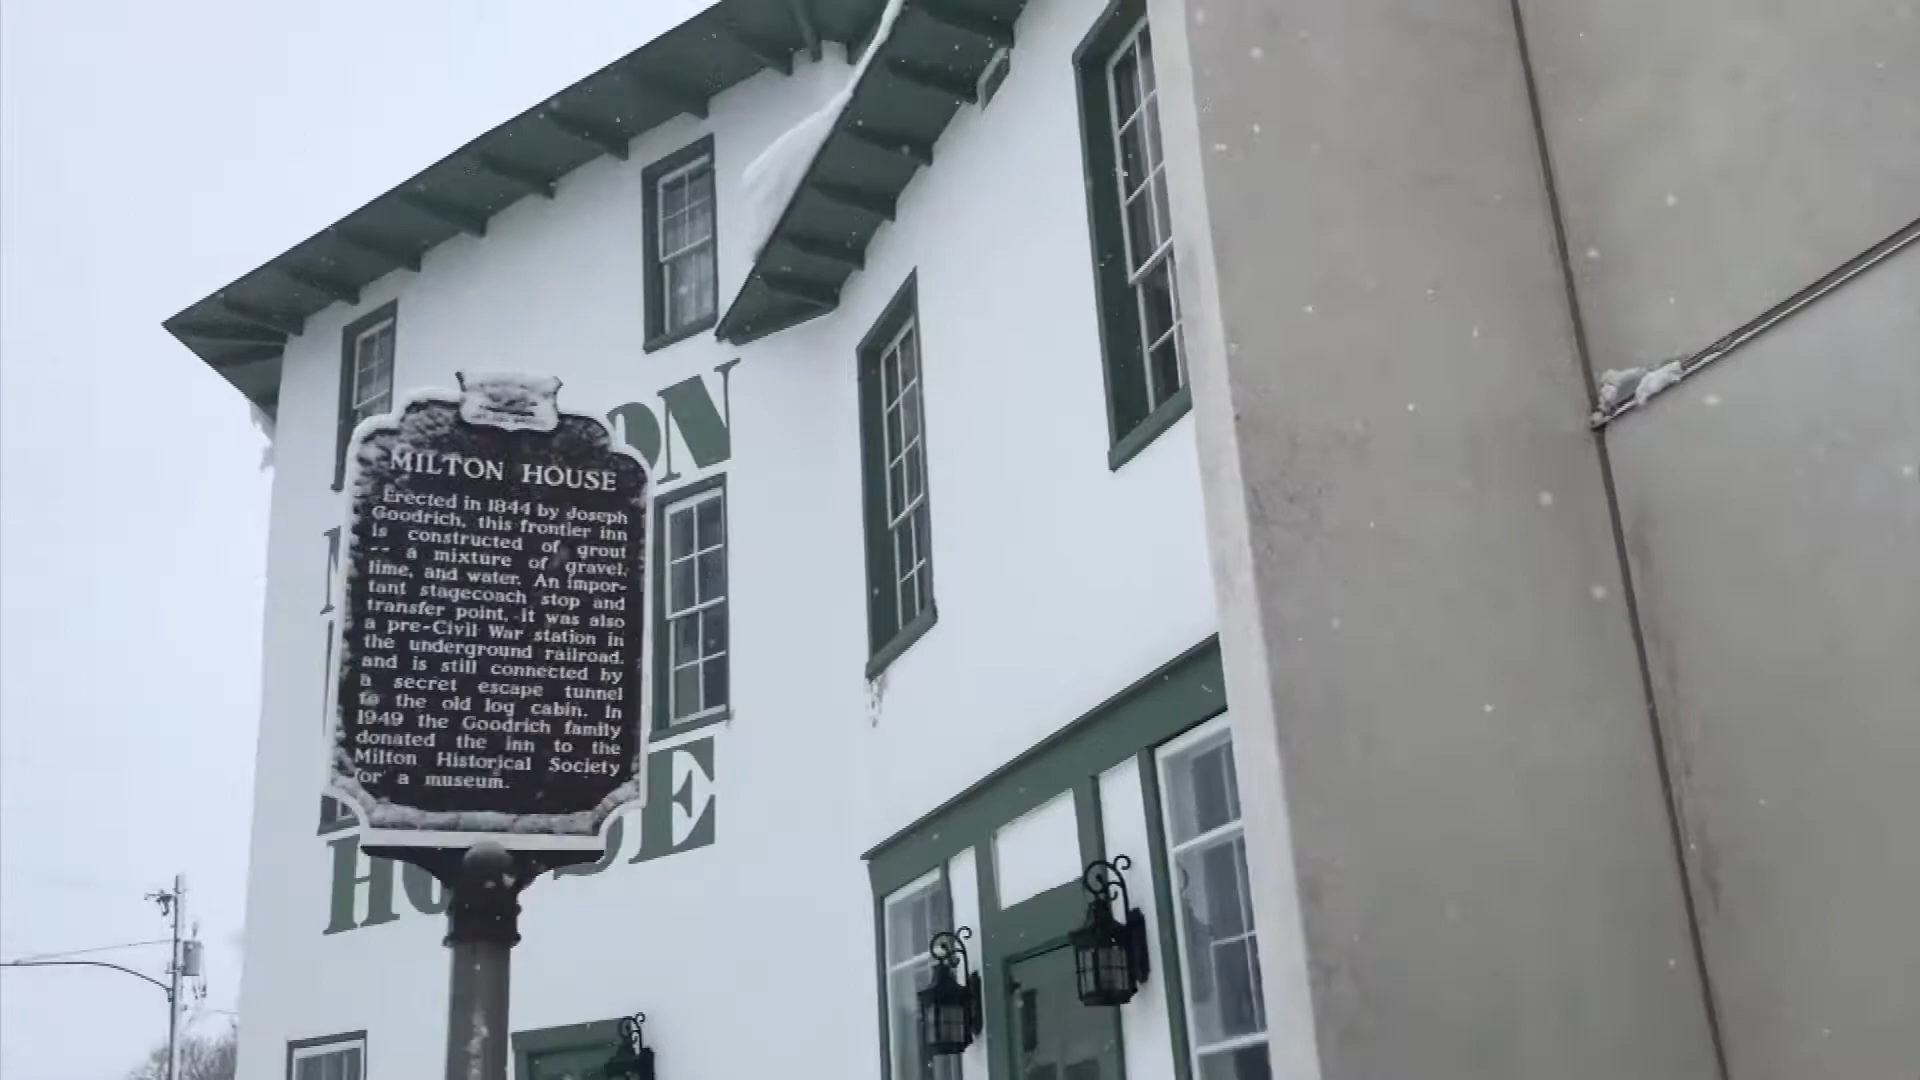 MILTON HOUSE
Erected in 1844 by Joseph
Goodrich, this frontier inn
is constructed of grout
-- a mixture of gravel,
lime, and water. An impor-
tant stagecoach stop and
transfer point, it was also
a pre-Civil War station in
the underground railroad,
and is still connected by
a secret escape tunnel
to the old log cabin. In
1949 the Goodrich family
donated the inn to the
Milton Historical Society
for a museum.